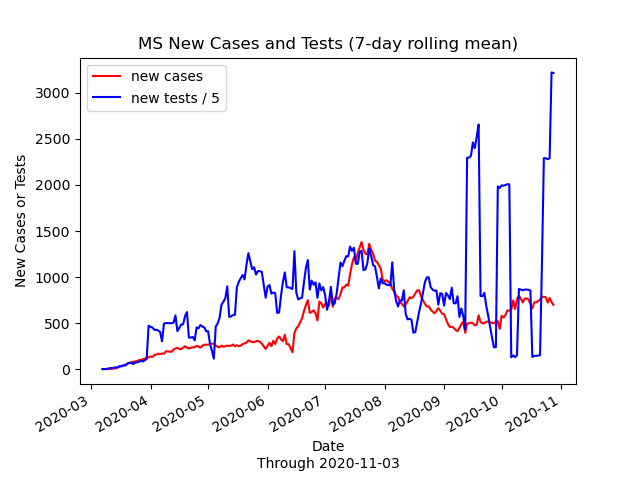 MS New Cases and Tests (7-day rolling mean)
new cases
new tests / 5
New Cases or Tests
3000
2500
2000
1500
1000
500
0
2020-03
2020-04
2020-05
2020-06
2020-07
2020-08
2020-09
2020-10
2020-11
Date
Through 2020-11-03